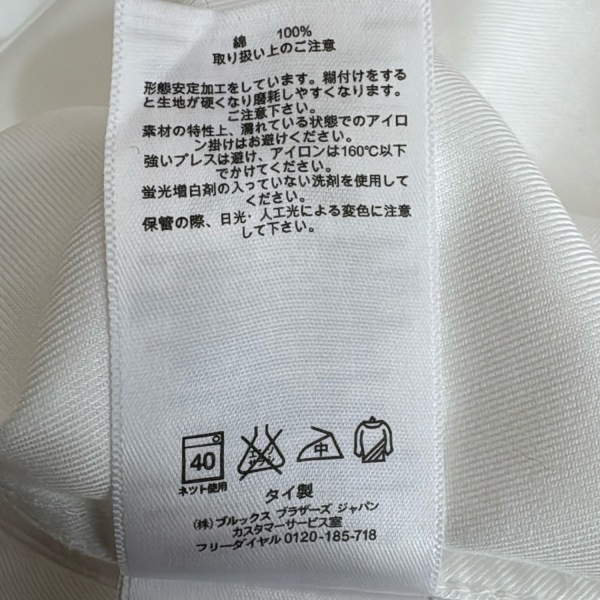 綿 100%
取り扱い上のご注意
形態安定加工をしています。糊付けをする
と生地が硬くなり磨耗しやすくなります。
ご注意下さい。
素材の特性上、濡れている状態でのアイロ
ン掛けはお避けください。
強いプレスは避け、アイロンは160℃以下
でかけてください。
蛍光増白剤の入っていない洗剤を使用して
ください。
保管の際、日光・人工光による変色に注意
して下さい。
40 エンソ サラシ 中
ネット使用
タイ製
(株) ブルックス ブラザーズ ジャパン
カスタマーサービス室
フリーダイヤル 0120-185-718